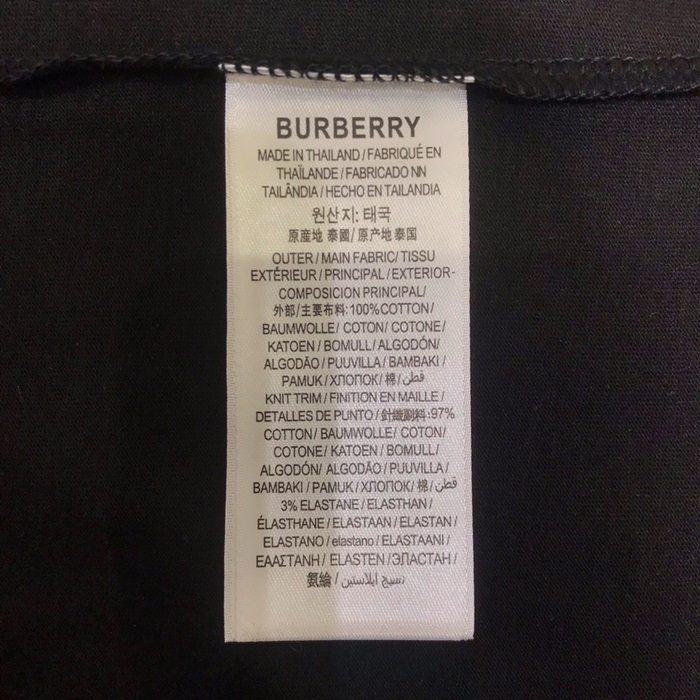 BURBERRY
MADE IN THAILAND / FABRIQUÉ EN
THAÏLANDE / FABRICADO NN
TAILÂNDIA / HECHO EN TAILANDIA
원산지: 태국
原産地 泰國/ 原产地 泰国
OUTER / MAIN FABRIC/ TISSU
EXTÉRIEUR / PRINCIPAL / EXTERIOR-
COMPOSICION PRINCIPAL/
外部/主要布料:100%COTTON/
BAUMWOLLE/ COTON/ COTONE/
KATOEN / BOMULL/ ALGODÓN/
ALGODÃO / PUUVILLA / BAMBAKI /
PAMUK / ХЛОПОК/ 棉/ قطن
KNIT TRIM / FINITION EN MAILLE /
DETALLES DE PUNTO / 針織副料:97%
COTTON / BAUMWOLLE/ COTON/
COTONE / KATOEN / BOMULL/
ALGODÓN/ ALGODÃO / PUUVILLA /
BAMBAKI / PAMUK / ХЛОПОК/ 棉/ قطن
3% ELASTANE / ELASTHAN /
ÉLASTHANE / ELASTAAN / ELASTAN /
ELASTANO / elastano / ELASTAANI /
ΕΛΑΣΤΑΝΗ / ELASTEN /ЭЛАСТАН /
氨綸 / نسيج ايلاستين